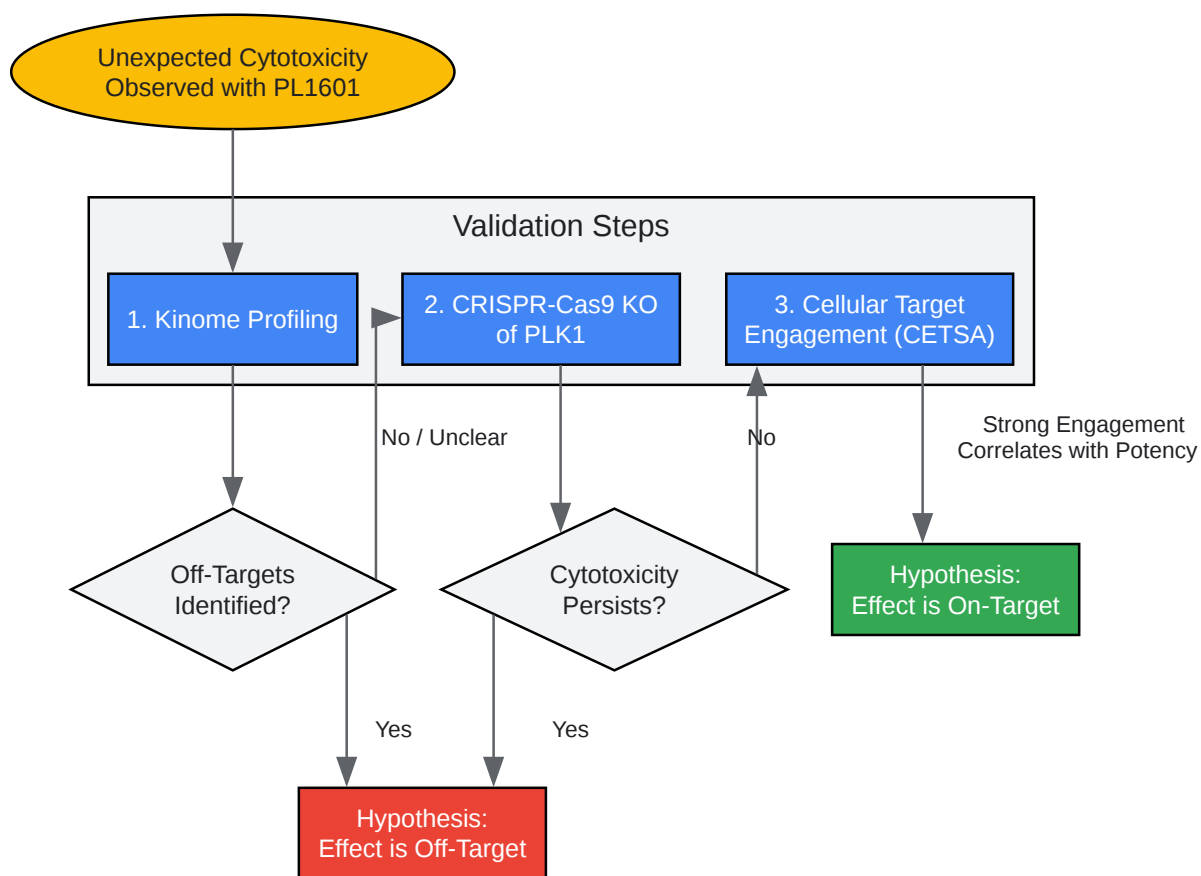 Unexpected Cytotoxicity
Observed with PL1601
Validation Steps
1. Kinome Profiling
2. CRISPR-Cas9 KO
of PLK1
3. Cellular Target
Engagement (CETSA)
No / Unclear
No
Strong Engagement
Correlates with Potency
Off-Targets
Identified?
Cytotoxicity
Persists?
Hypothesis:
Effect is On-Target
Yes
Yes
Hypothesis:
Effect is Off-Target